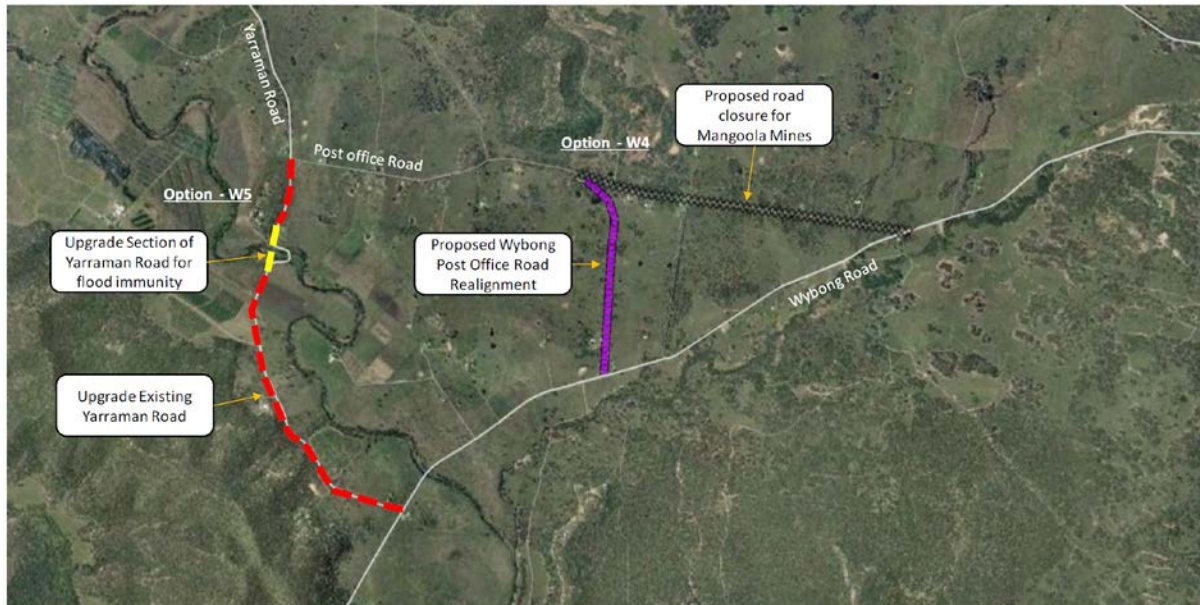 Yarraman Road
Proposed road
closure for
Mangoola Mines
Option - W4
Post office Road
Option - W5
Upgrade Section of
Yarraman Road for
flood immunity
Proposed Wybong
Post Office Road
Realignment
Wybong Road
Upgrade Existing
Yarraman Road